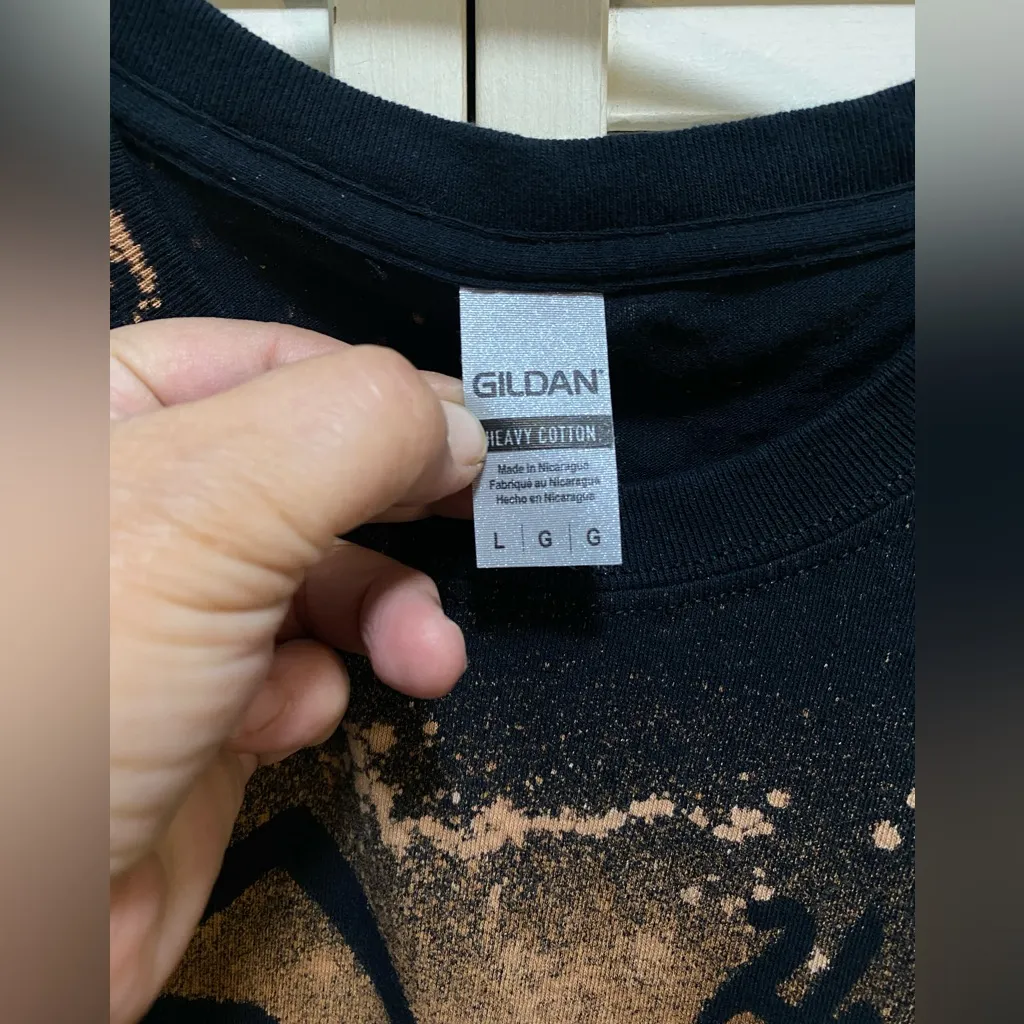 GILDAN®
HEAVY COTTON
Made in Nicaragua
Fabriqué au Nicaragua
Hecho en Nicaragua
L | G | G